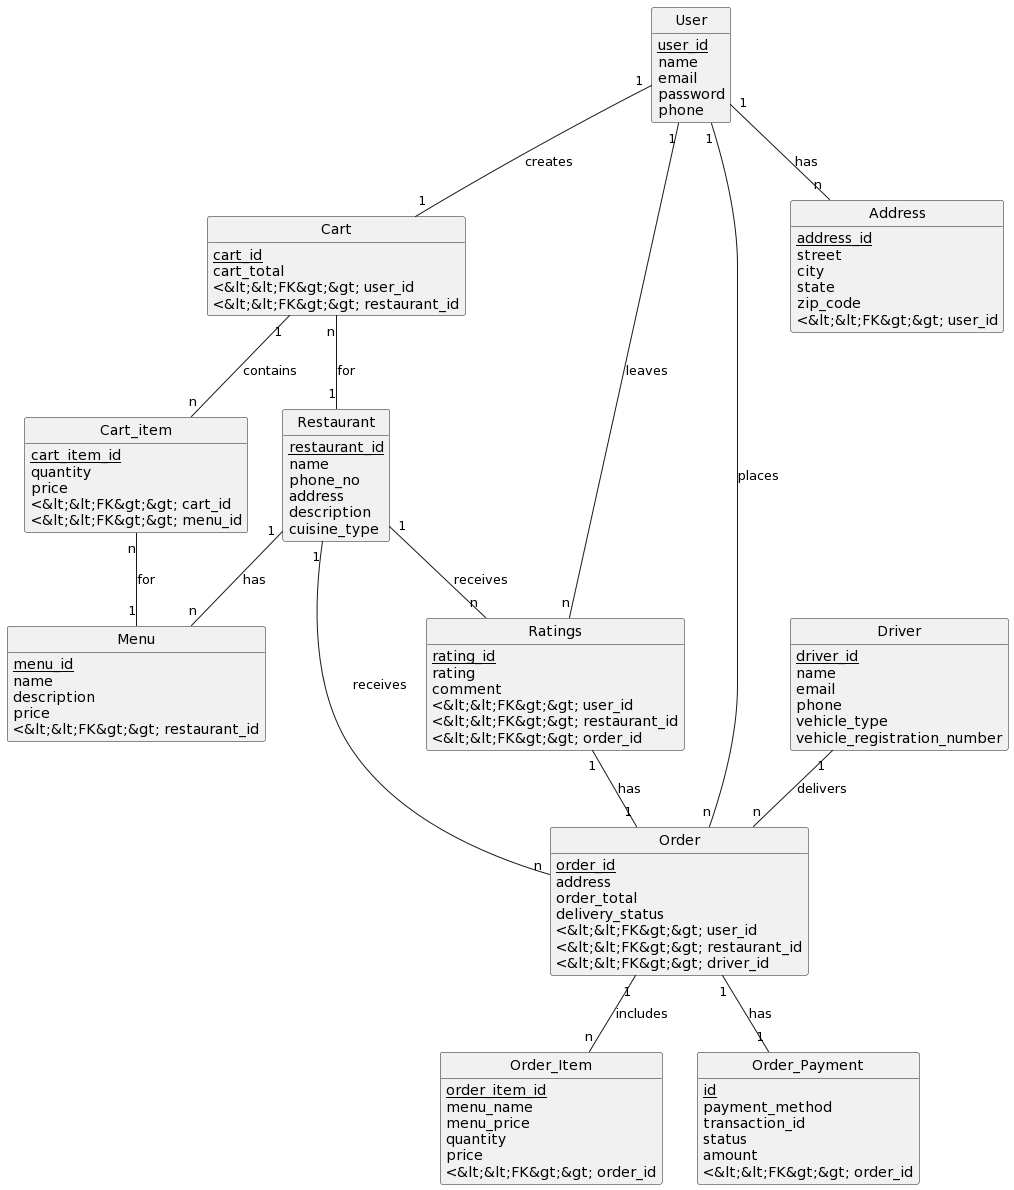 User
user_id
name
email
password
phone
1
1
1
1
creates
has
1
n
Cart
cart_id
cart_total
<&lt;&lt;FK&gt;&gt; user_id
<&lt;&lt;FK&gt;&gt; restaurant_id
Address
address_id
street
city
state
zip_code
<&lt;&lt;FK&gt;&gt; user_id
1
n
contains
for
leaves
n
1
Cart_item
cart_item_id
quantity
price
<&lt;&lt;FK&gt;&gt; cart_id
<&lt;&lt;FK&gt;&gt; menu_id
Restaurant
restaurant_id
name
phone_no
address
description
cuisine_type
places
n
1
1
1
for
has
receives
1
n
n
n
Menu
menu_id
name
description
price
<&lt;&lt;FK&gt;&gt; restaurant_id
receives
Ratings
rating_id
rating
comment
<&lt;&lt;FK&gt;&gt; user_id
<&lt;&lt;FK&gt;&gt; restaurant_id
<&lt;&lt;FK&gt;&gt; order_id
Driver
driver_id
name
email
phone
vehicle_type
vehicle_registration_number
1
1
has
delivers
1
n
n
n
Order
order_id
address
order_total
delivery_status
<&lt;&lt;FK&gt;&gt; user_id
<&lt;&lt;FK&gt;&gt; restaurant_id
<&lt;&lt;FK&gt;&gt; driver_id
1
1
includes
has
n
1
Order_Item
order_item_id
menu_name
menu_price
quantity
price
<&lt;&lt;FK&gt;&gt; order_id
Order_Payment
id
payment_method
transaction_id
status
amount
<&lt;&lt;FK&gt;&gt; order_id